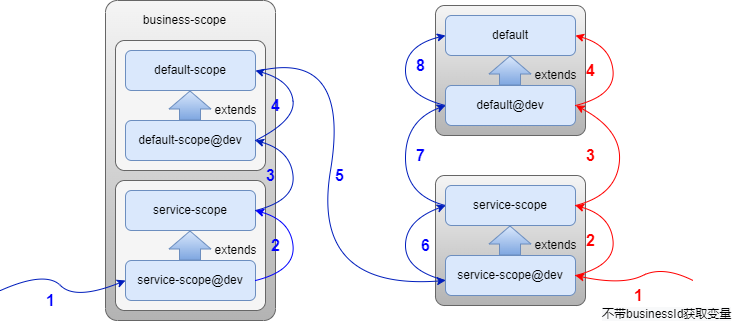 business-scope
default-scope
extends
default-scope@dev
4
3
service-scope
extends
service-scope@dev
2
1
5
default
8
extends
4
default@dev
7
3
service-scope
6
extends
2
service-scope@dev
1
不带businessId获取变量